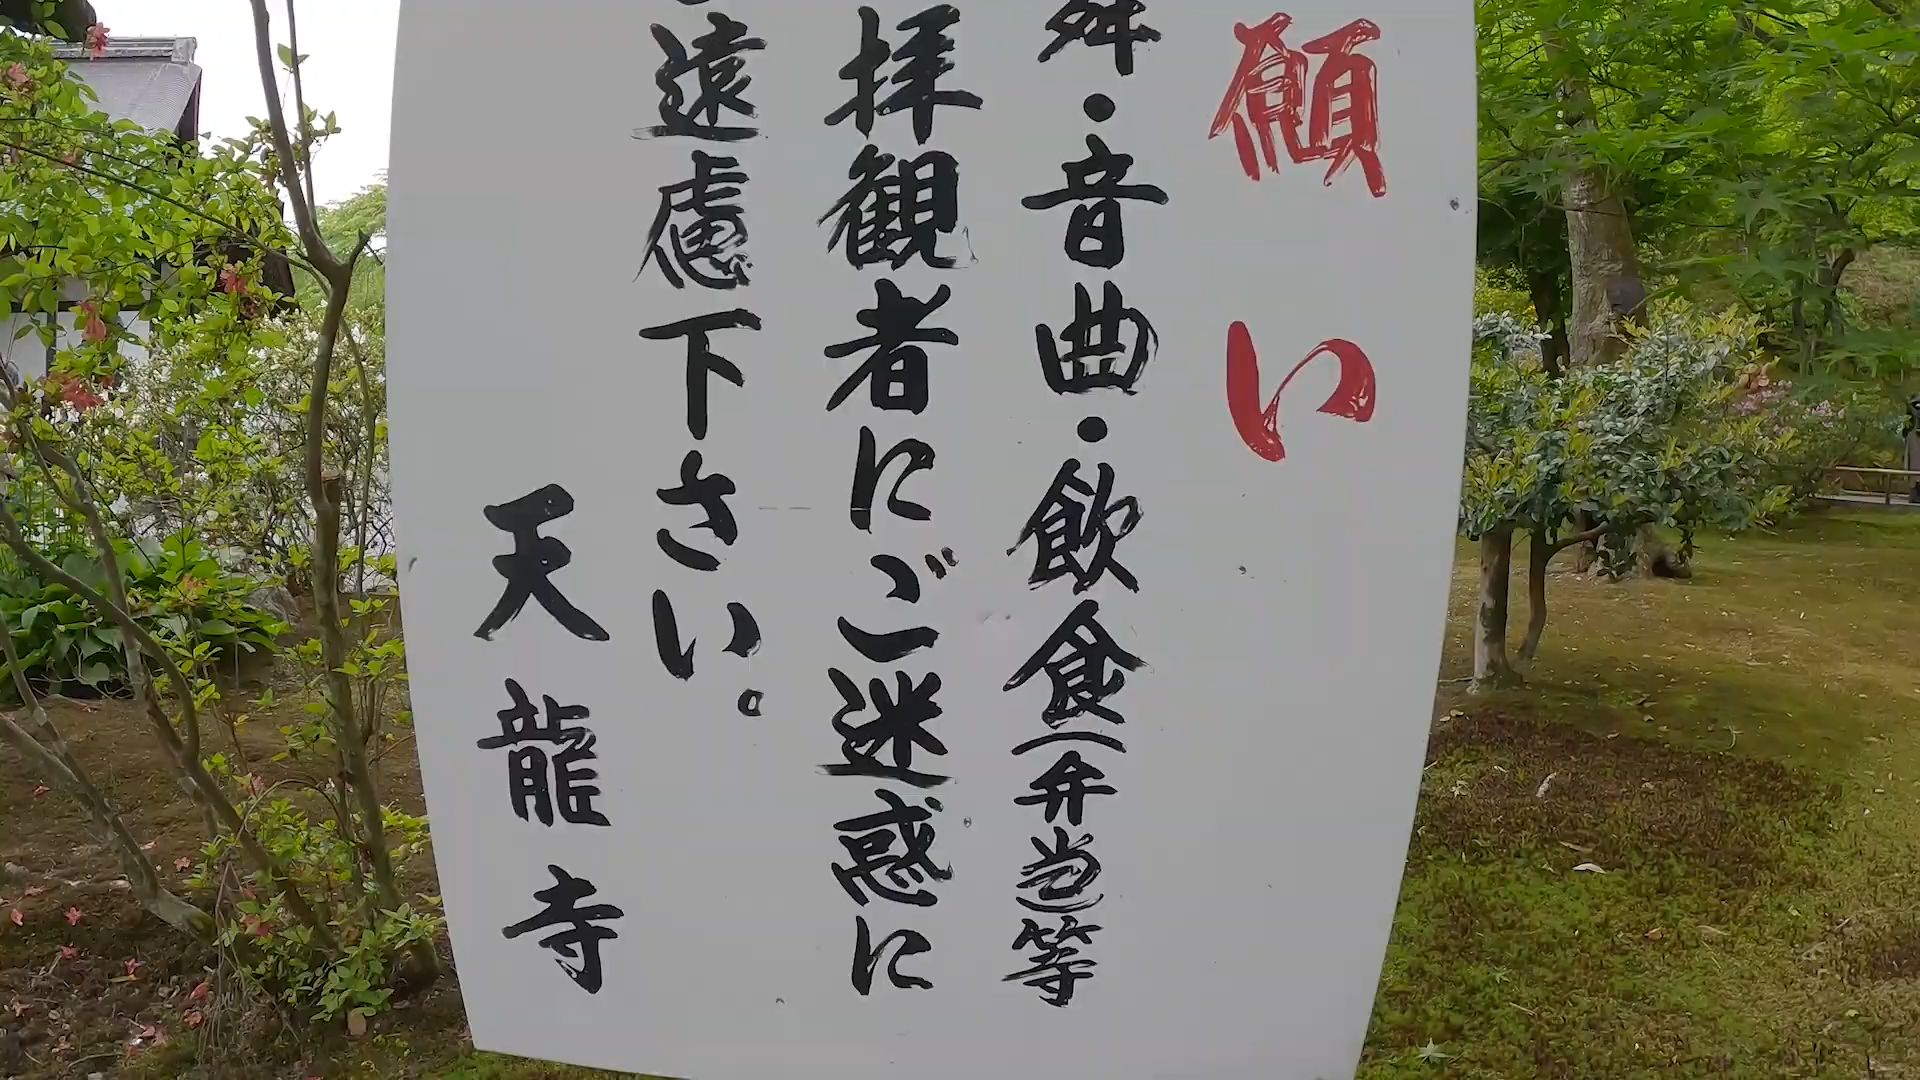 願い
舞・音曲・飲食(弁当等
拝観者にご迷惑に
遠慮下さい。
天龍寺